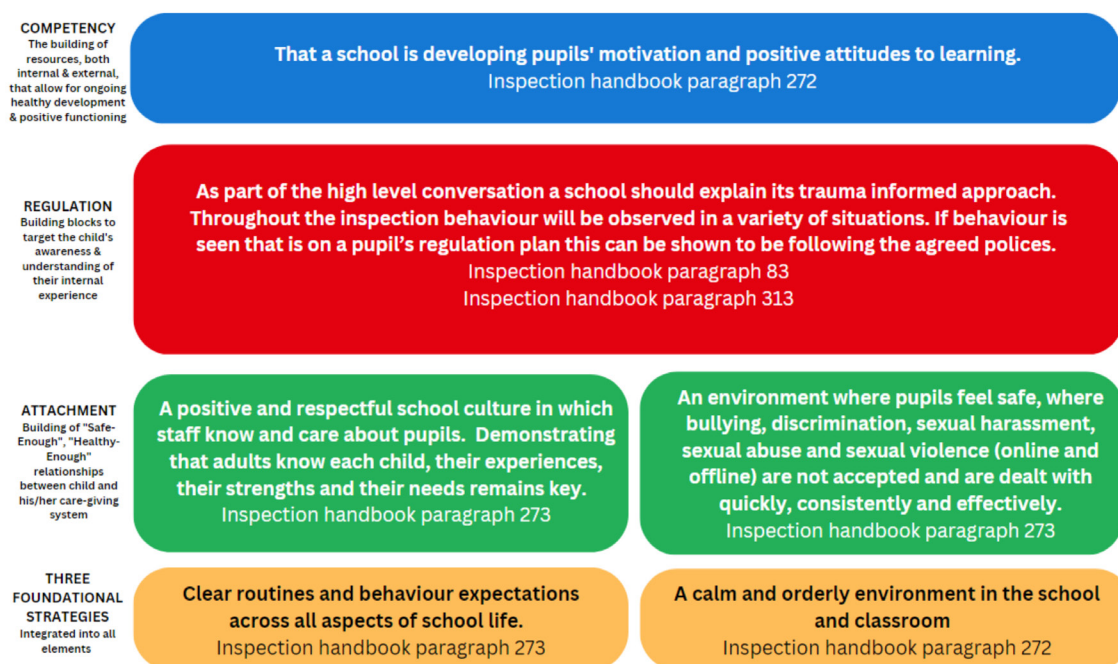 COMPETENCY
The building of
resources, both
internal & external,
that allow for ongoing
healthy development
& positive functioning
That a school is developing pupils' motivation and positive attitudes to learning.
Inspection handbook paragraph 272
REGULATION
Building blocks to
target the child's
awareness &
understanding of
their internal
experience
As part of the high level conversation a school should explain its trauma informed approach.
Throughout the inspection behaviour will be observed in a variety of situations. If behaviour is
seen that is on a pupil's regulation plan this can be shown to be following the agreed polices.
Inspection handbook paragraph 83
Inspection handbook paragraph 313
ATTACHMENT
Building of "Safe-
Enough", "Healthy-
Enough"
relationships
between child and
his/her care-giving
system
A positive and respectful school culture in which
staff know and care about pupils. Demonstrating
that adults know each child, their experiences,
their strengths and their needs remains key.
Inspection handbook paragraph 273
An environment where pupils feel safe, where
bullying, discrimination, sexual harassment,
sexual abuse and sexual violence (online and
offline) are not accepted and are dealt with
quickly, consistently and effectively.
Inspection handbook paragraph 273
THREE
FOUNDATIONAL
STRATEGIES
Integrated into all
elements
Clear routines and behaviour expectations
across all aspects of school life.
Inspection handbook paragraph 273
A calm and orderly environment in the school
and classroom
Inspection handbook paragraph 272